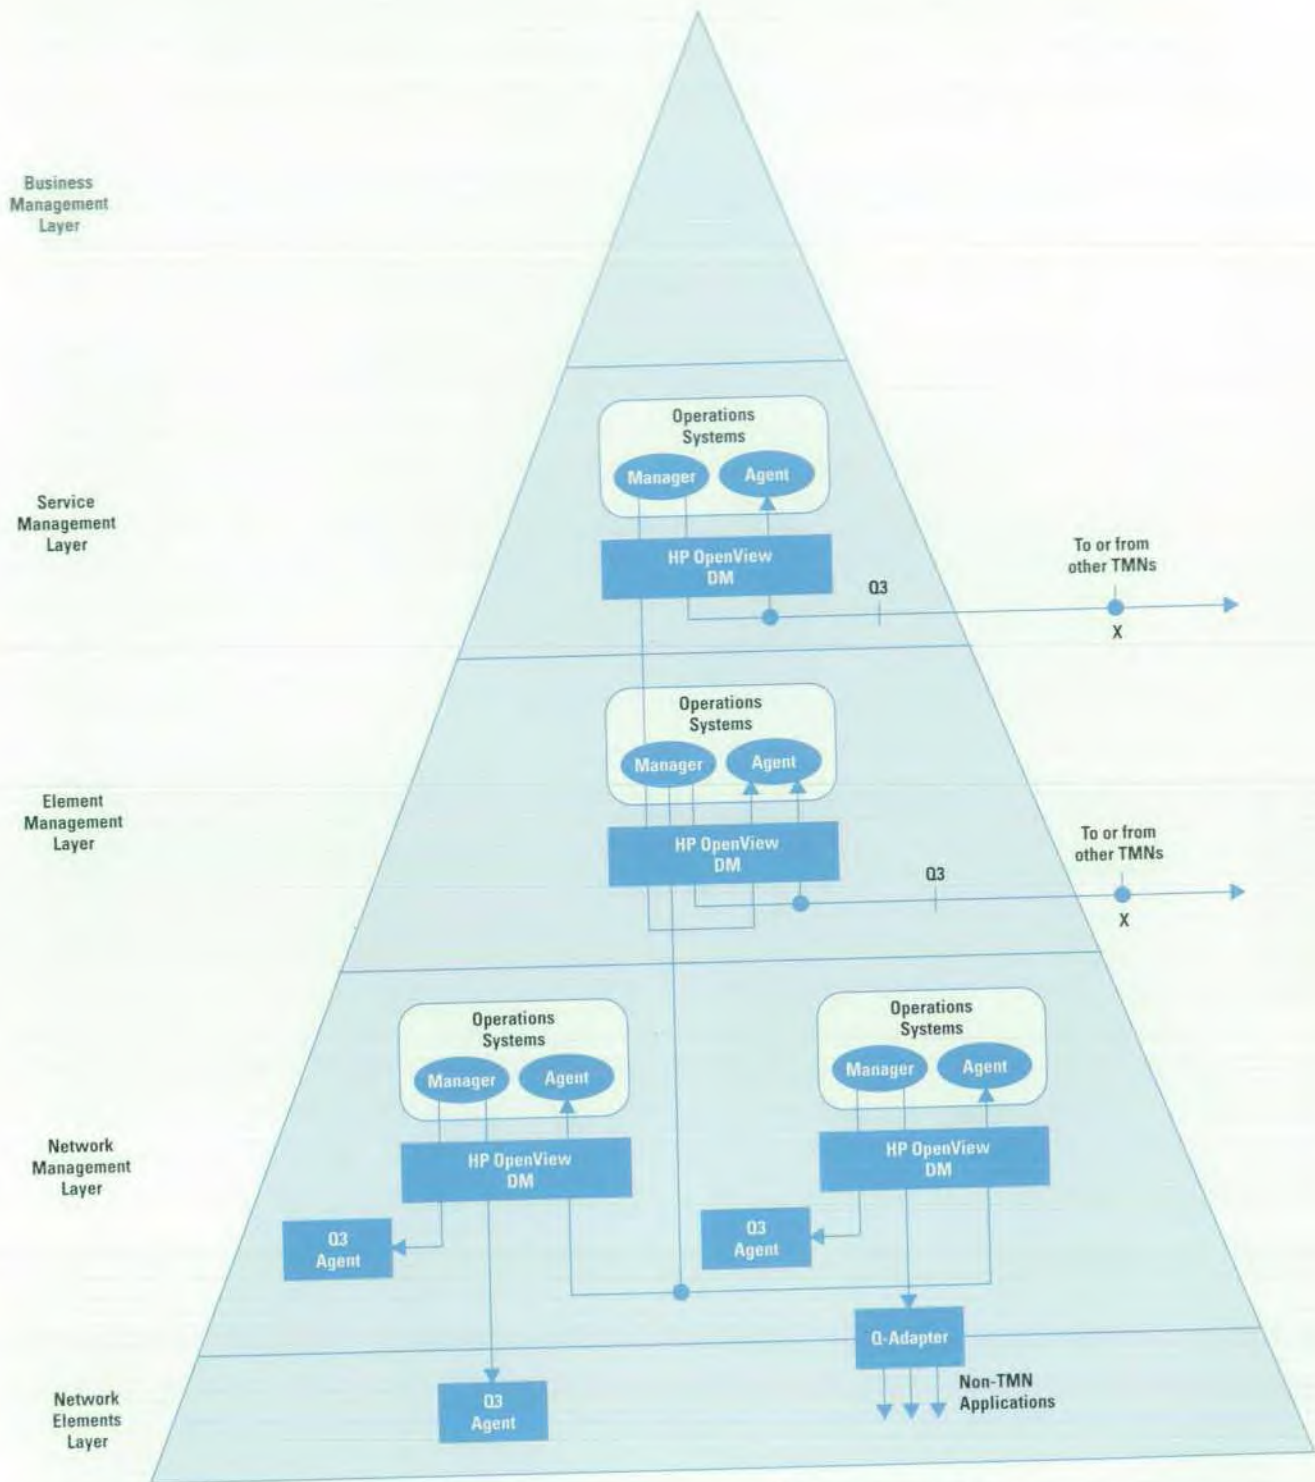 Business
Management
Layer
Operations
Systems
Manager
Agent
Service
Management
Layer
HP OpenView
DM
Q3
To or from
other TMNs
X
Operations
Systems
Manager
Agent
Element
Management
Layer
HP OpenView
DM
Q3
To or from
other TMNs
X
Operations
Systems
Manager
Agent
Operations
Systems
Manager
Agent
Network
Management
Layer
HP OpenView
DM
HP OpenView
DM
Q3
Agent
Q3
Agent
Q-Adapter
Network
Elements
Layer
Q3
Agent
Non-TMN
Applications